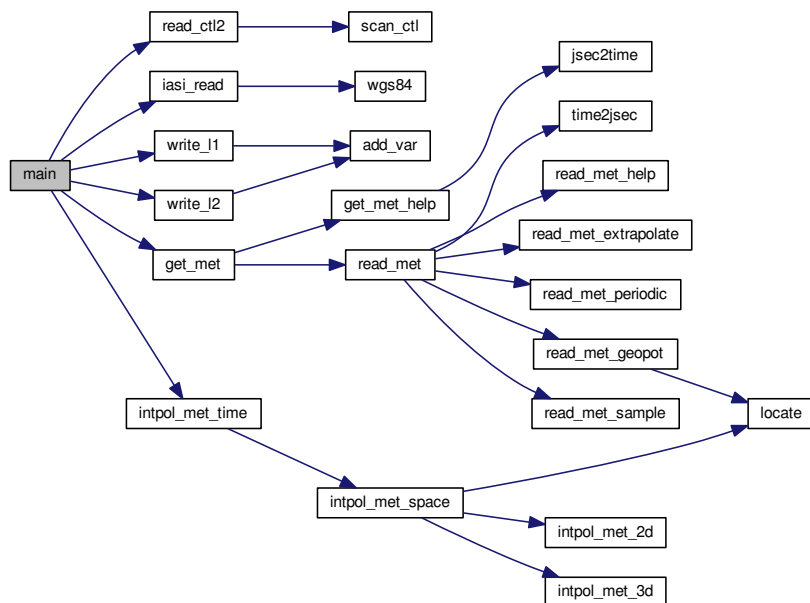 main
read_ctl2
scan_ctl
iasi_read
wgs84
write_l1
add_var
write_l2
get_met
get_met_help
jsec2time
read_met
time2jsec
read_met_help
read_met_extrapolate
read_met_periodic
read_met_geopot
read_met_sample
locate
intpol_met_time
intpol_met_space
intpol_met_2d
intpol_met_3d